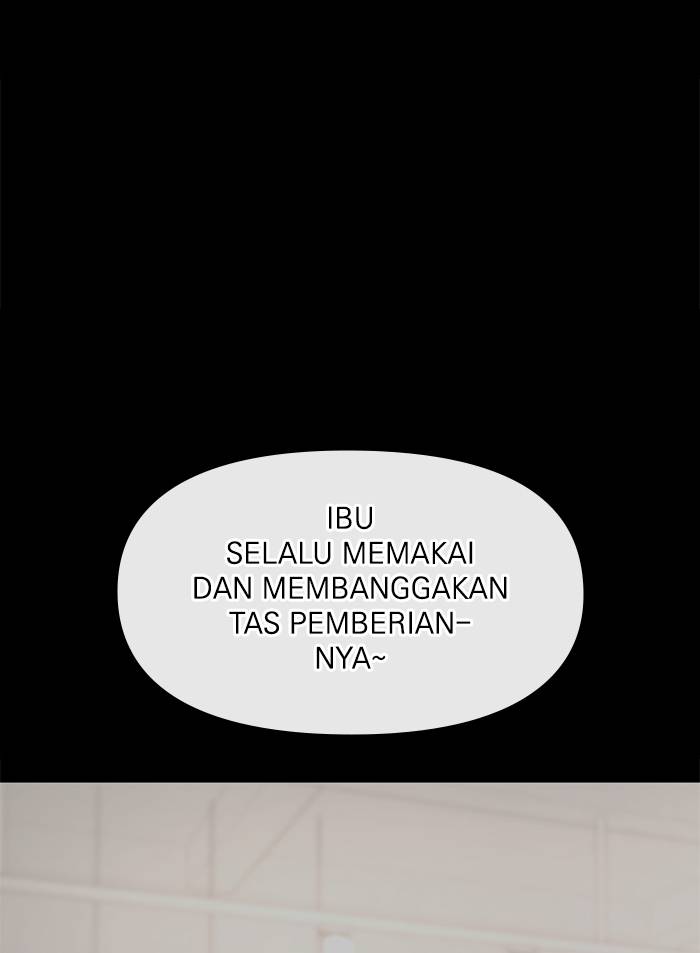 IBU
SELALU MEMAKAI
DAN MEMBANGGAKAN
TAS PEMBERIAN-
NYA~